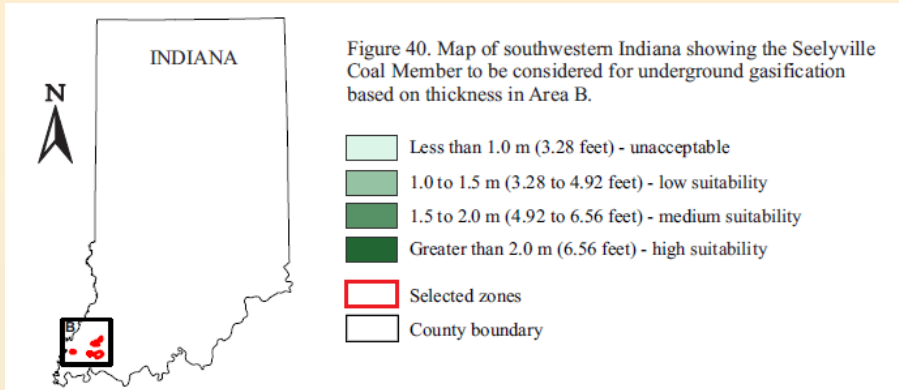 INDIANA
N
B
Figure 40. Map of southwestern Indiana showing the Seelyville
Coal Member to be considered for underground gasification
based on thickness in Area B.
Less than 1.0 m (3.28 feet) - unacceptable
1.0 to 1.5 m (3.28 to 4.92 feet) - low suitability
1.5 to 2.0 m (4.92 to 6.56 feet) - medium suitability
Greater than 2.0 m (6.56 feet) - high suitability
Selected zones
County boundary